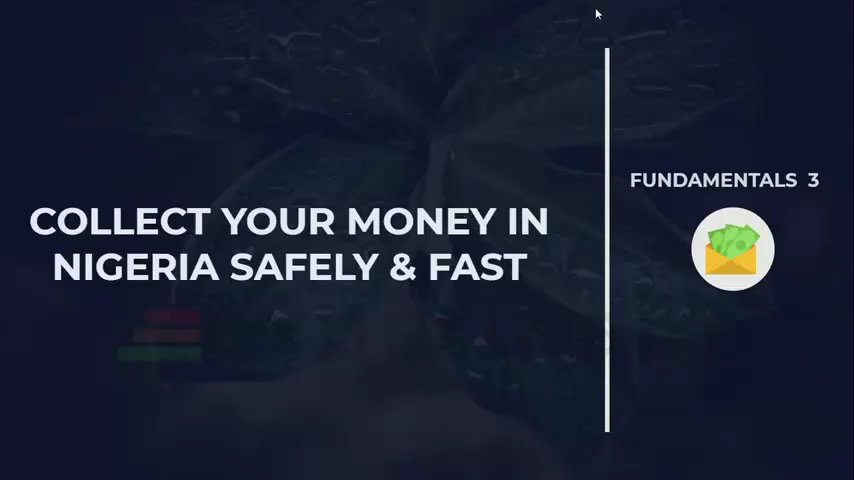 COLLECT YOUR MONEY IN
NIGERIA SAFELY & FAST
FUNDAMENTALS 3